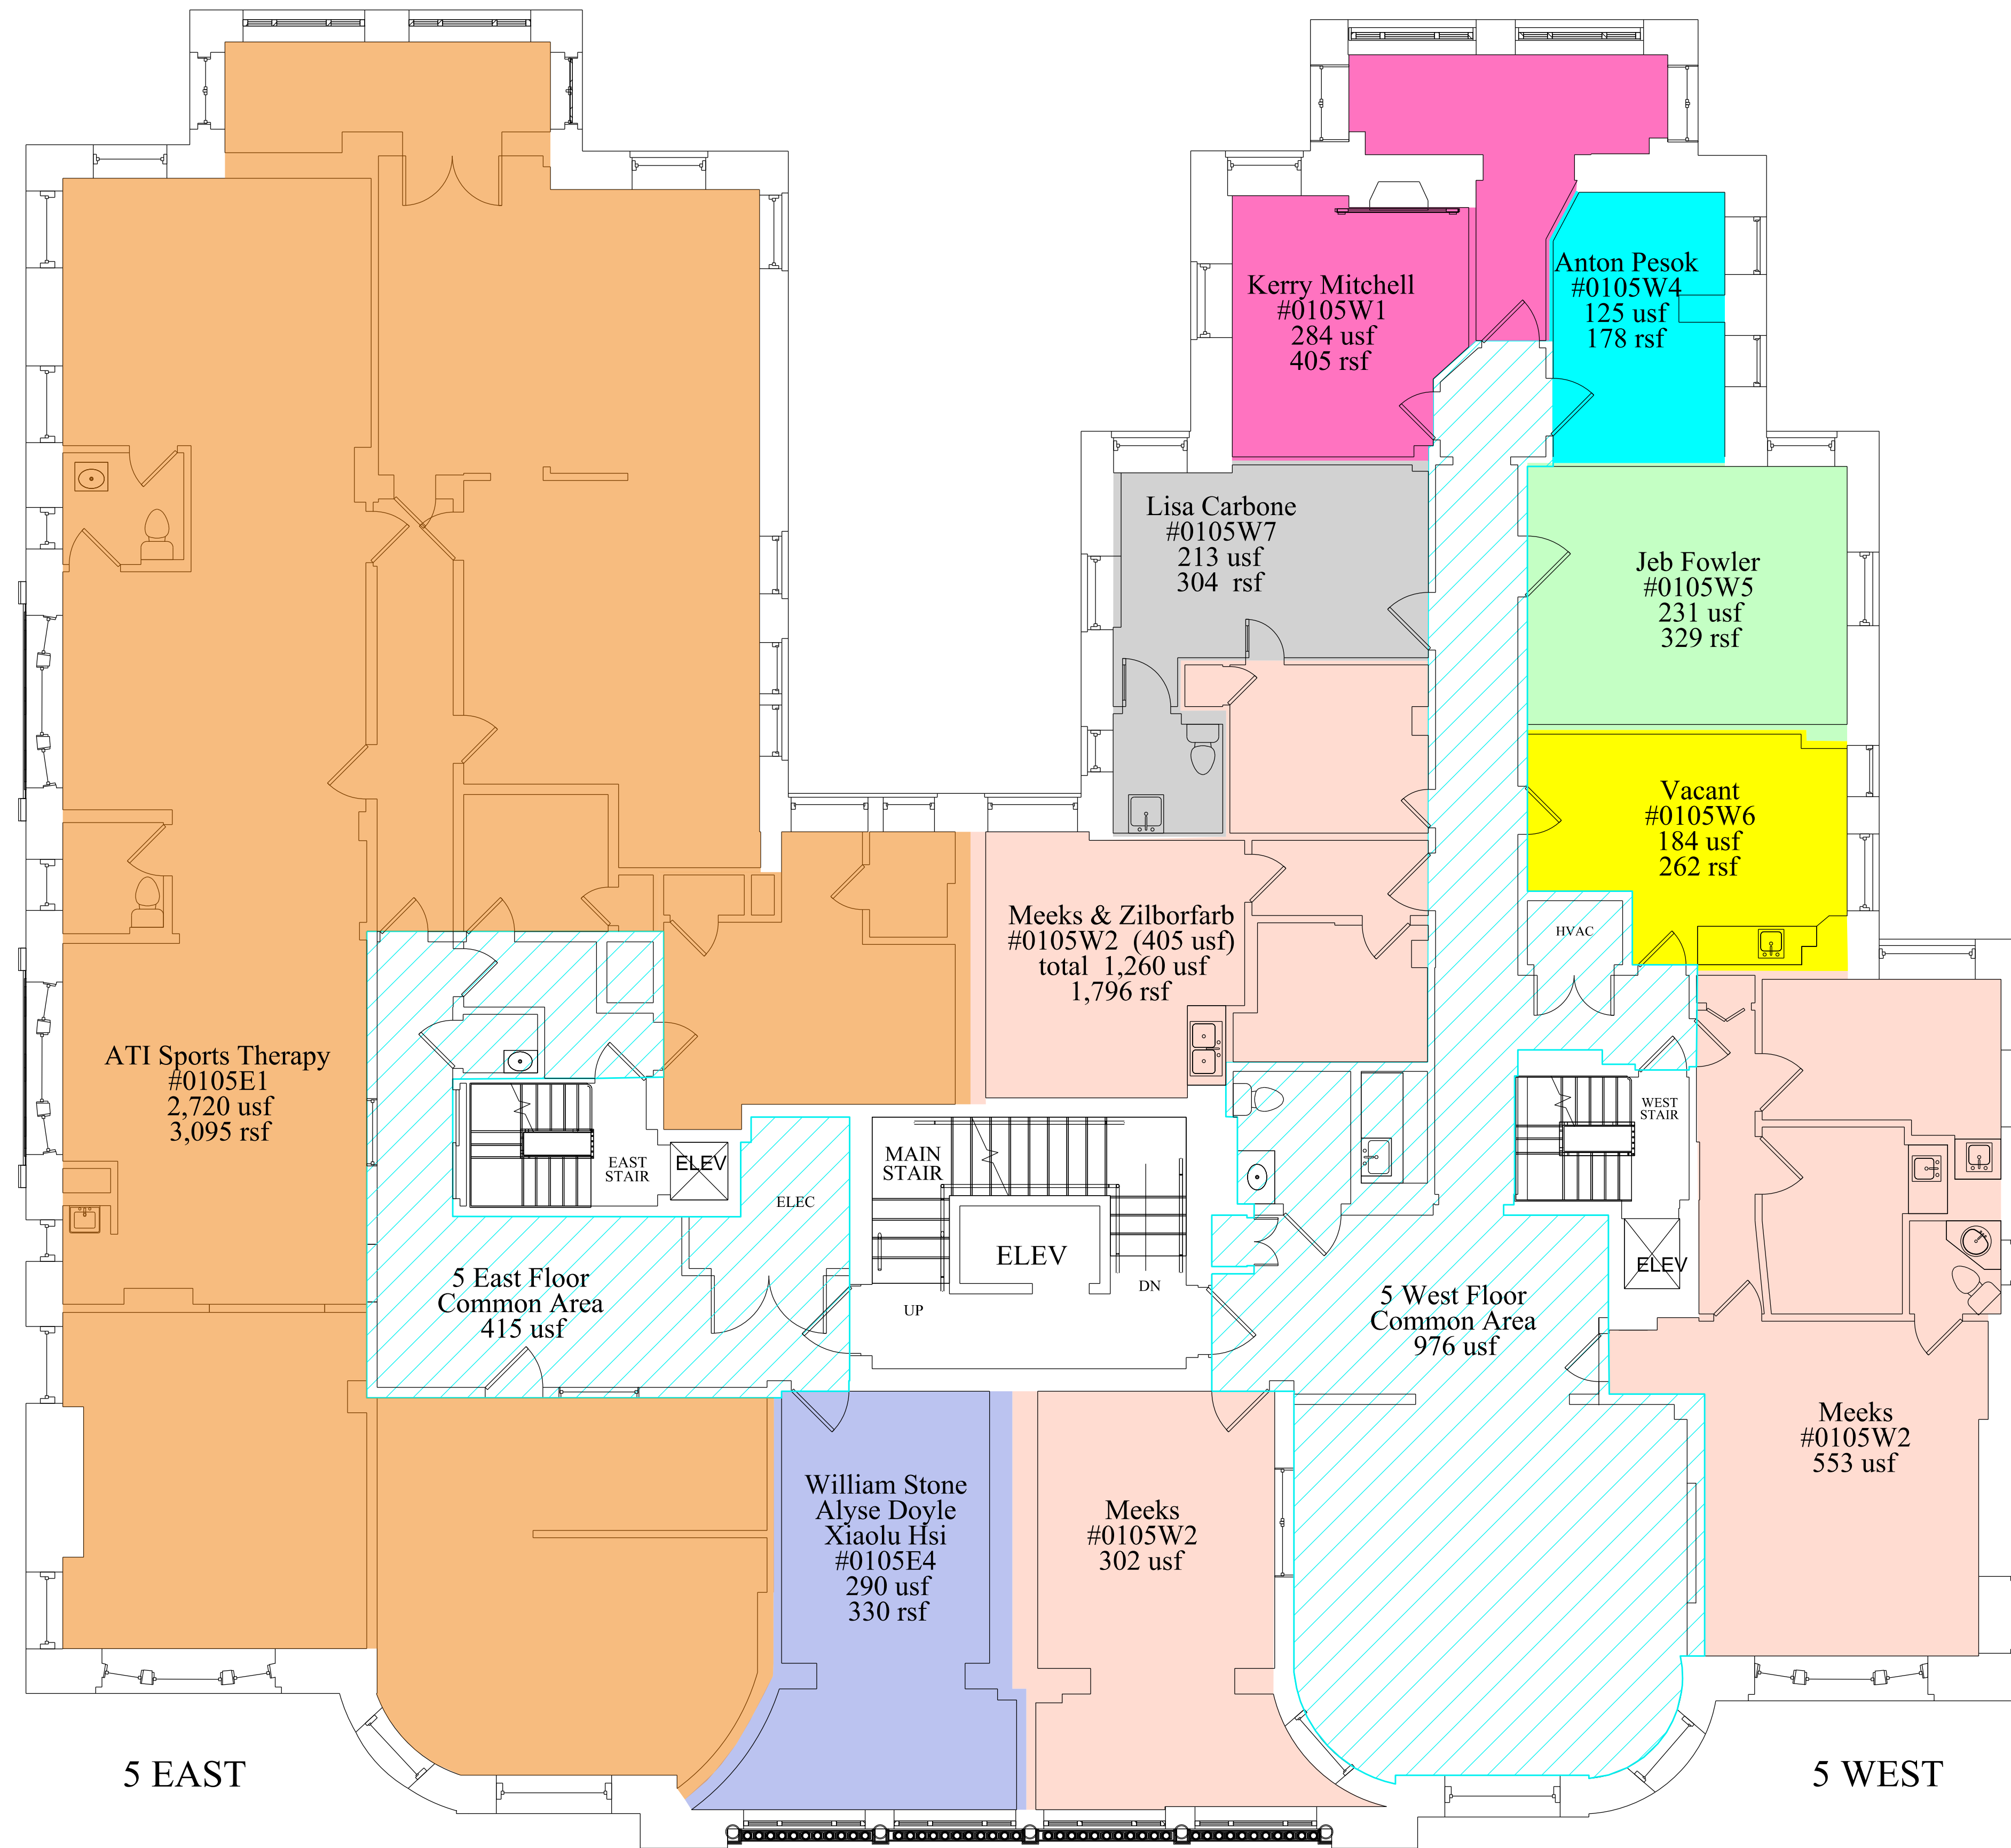 Kerry Mitchell
#0105W1
284 usf
405 rsf
Anton Pesok
#0105W4
125 usf
178 rsf
Lisa Carbone
#0105W7
213 usf
304 rsf
Jeb Fowler
#0105W5
231 usf
329 rsf
Vacant
#0105W6
184 usf
262 rsf
Meeks & Zilborfarb
#0105W2 (405 usf)
total 1,260 usf
1,796 rsf
HVAC
ATI Sports Therapy
#0105E1
2,720 usf
3,095 rsf
EAST
STAIR
ELEV
MAIN
STAIR
WEST
STAIR
ELEC
ELEV
ELEV
UP
DN
5 East Floor
Common Area
415 usf
5 West Floor
Common Area
976 usf
William Stone
Alyse Doyle
Xiaolu Hsi
#0105E4
290 usf
330 rsf
Meeks
#0105W2
302 usf
Meeks
#0105W2
553 usf
5 EAST
5 WEST